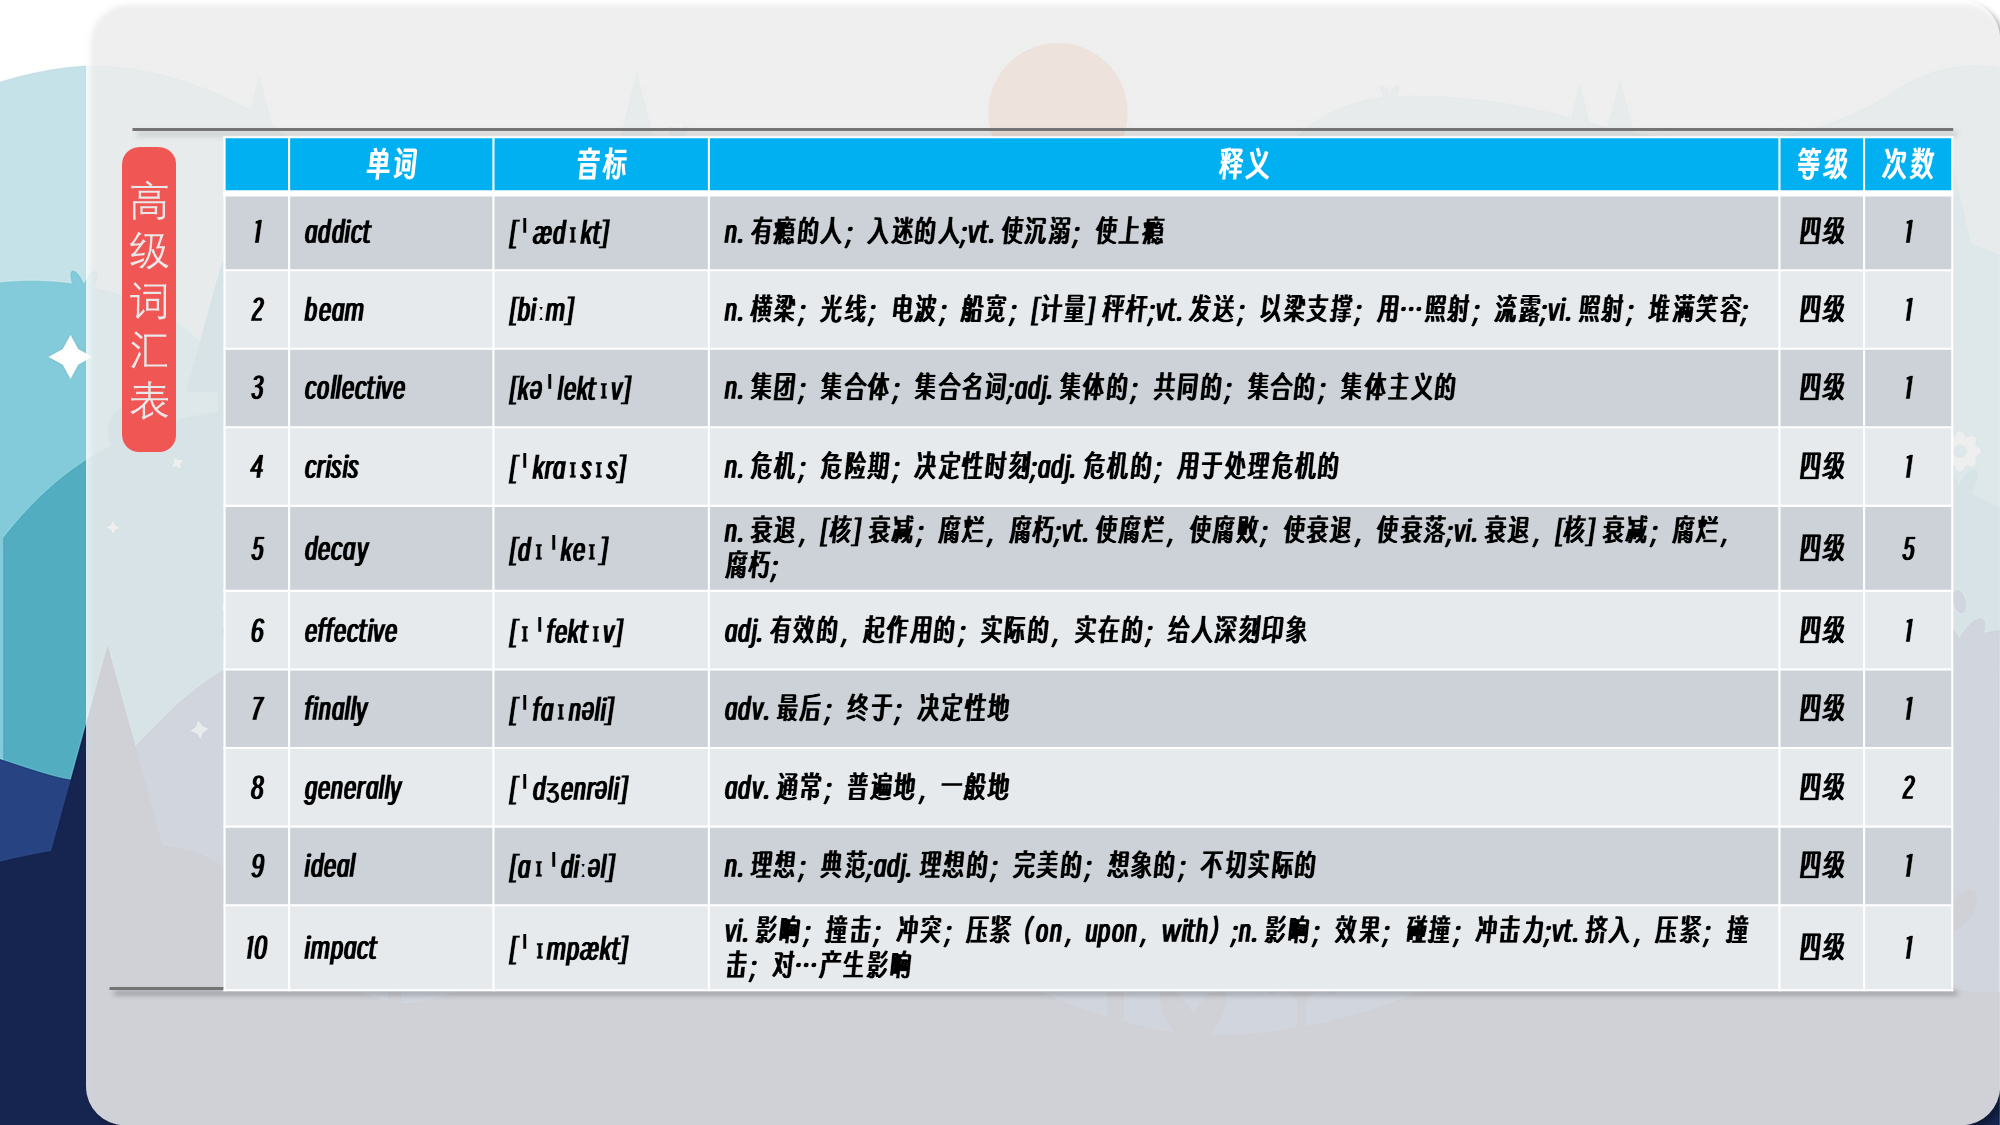 高级词汇表
单词 音标 释义 等级 次数
1 addict [ˈædɪkt] n. 有瘾的人；入迷的人;vt. 使沉溺；使上瘾 四级 1
2 beam [biːm] n. 横梁；光线；电波；船宽；[计量] 秤杆;vt. 发送；以梁支撑；用…照射；流露;vi. 照射；堆满笑容; 四级 1
3 collective [kəˈlektɪv] n. 集团；集合体；集合名词;adj. 集体的；共同的；集合的；集体主义的 四级 1
4 crisis [ˈkraɪsɪs] n. 危机；危险期；决定性时刻;adj. 危机的；用于处理危机的 四级 1
5 decay [dɪˈkeɪ] n. 衰退，[核] 衰减；腐烂，腐朽;vt. 使腐烂，使腐败；使衰退，使衰落;vi. 衰退，[核] 衰减；腐烂，
腐朽; 四级 5
6 effective [ɪˈfektɪv] adj. 有效的，起作用的；实际的，实在的；给人深刻印象 四级 1
7 finally [ˈfaɪnəli] adv. 最后；终于；决定性地 四级 1
8 generally [ˈdʒenrəli] adv. 通常；普遍地，一般地 四级 2
9 ideal [aɪˈdiːəl] n. 理想；典范;adj. 理想的；完美的；想象的；不切实际的 四级 1
10 impact [ˈɪmpækt] vi. 影响；撞击；冲突；压紧（on，upon，with）;n. 影响；效果；碰撞；冲击力;vt. 挤入，压紧；撞
击；对…产生影响 四级 1